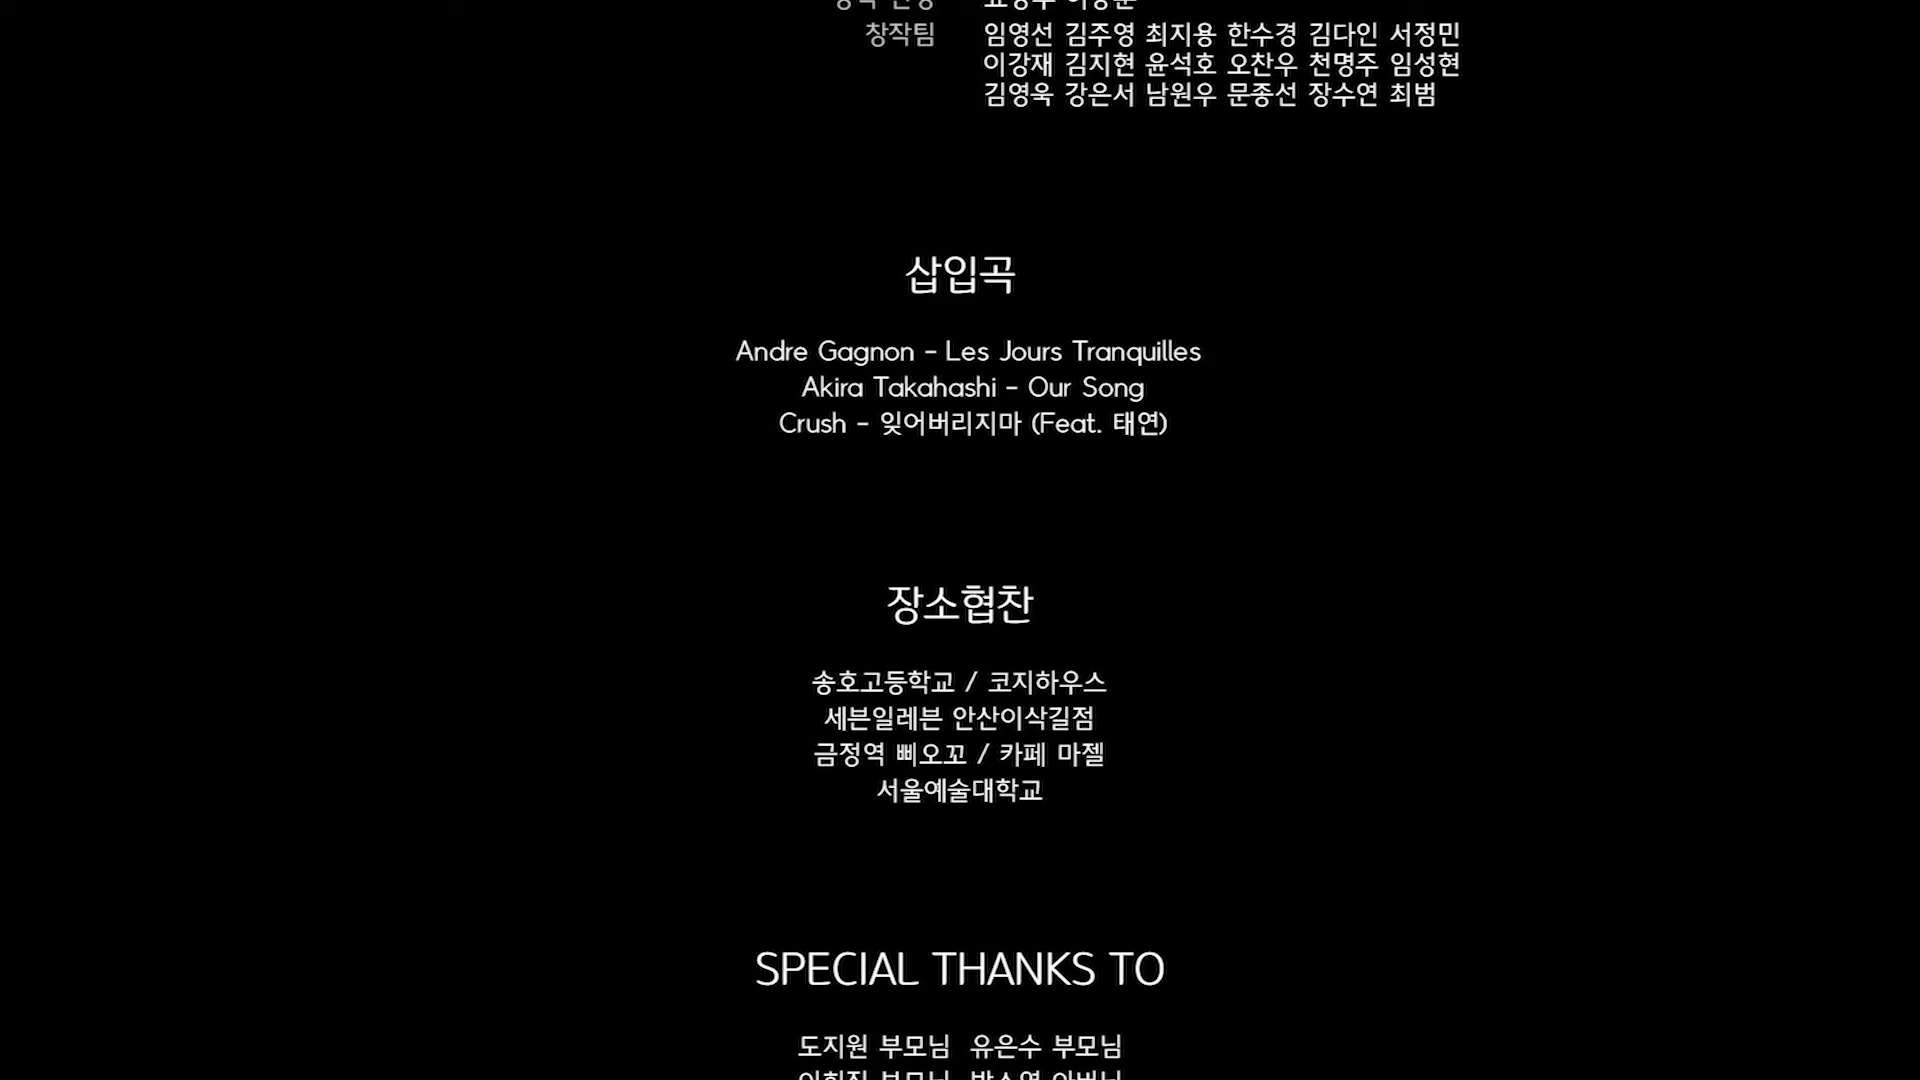 창작팀 임영선 김주영 최지용 한수경 김다인 서정민
이강재 김지현 윤석호 오찬우 천명주 임성현
김영욱 강은서 남원우 문종선 장수연 최범
삽입곡
Andre Gagnon - Les Jours Tranquilles
Akira Takahashi - Our Song
Crush - 잊어버리지마 (Feat. 태연)
장소협찬
송호고등학교 / 코지하우스
세븐일레븐 안산이삭길점
금정역 삐오꼬 / 카페 마젤
서울예술대학교
SPECIAL THANKS TO
도지원 부모님 유은수 부모님